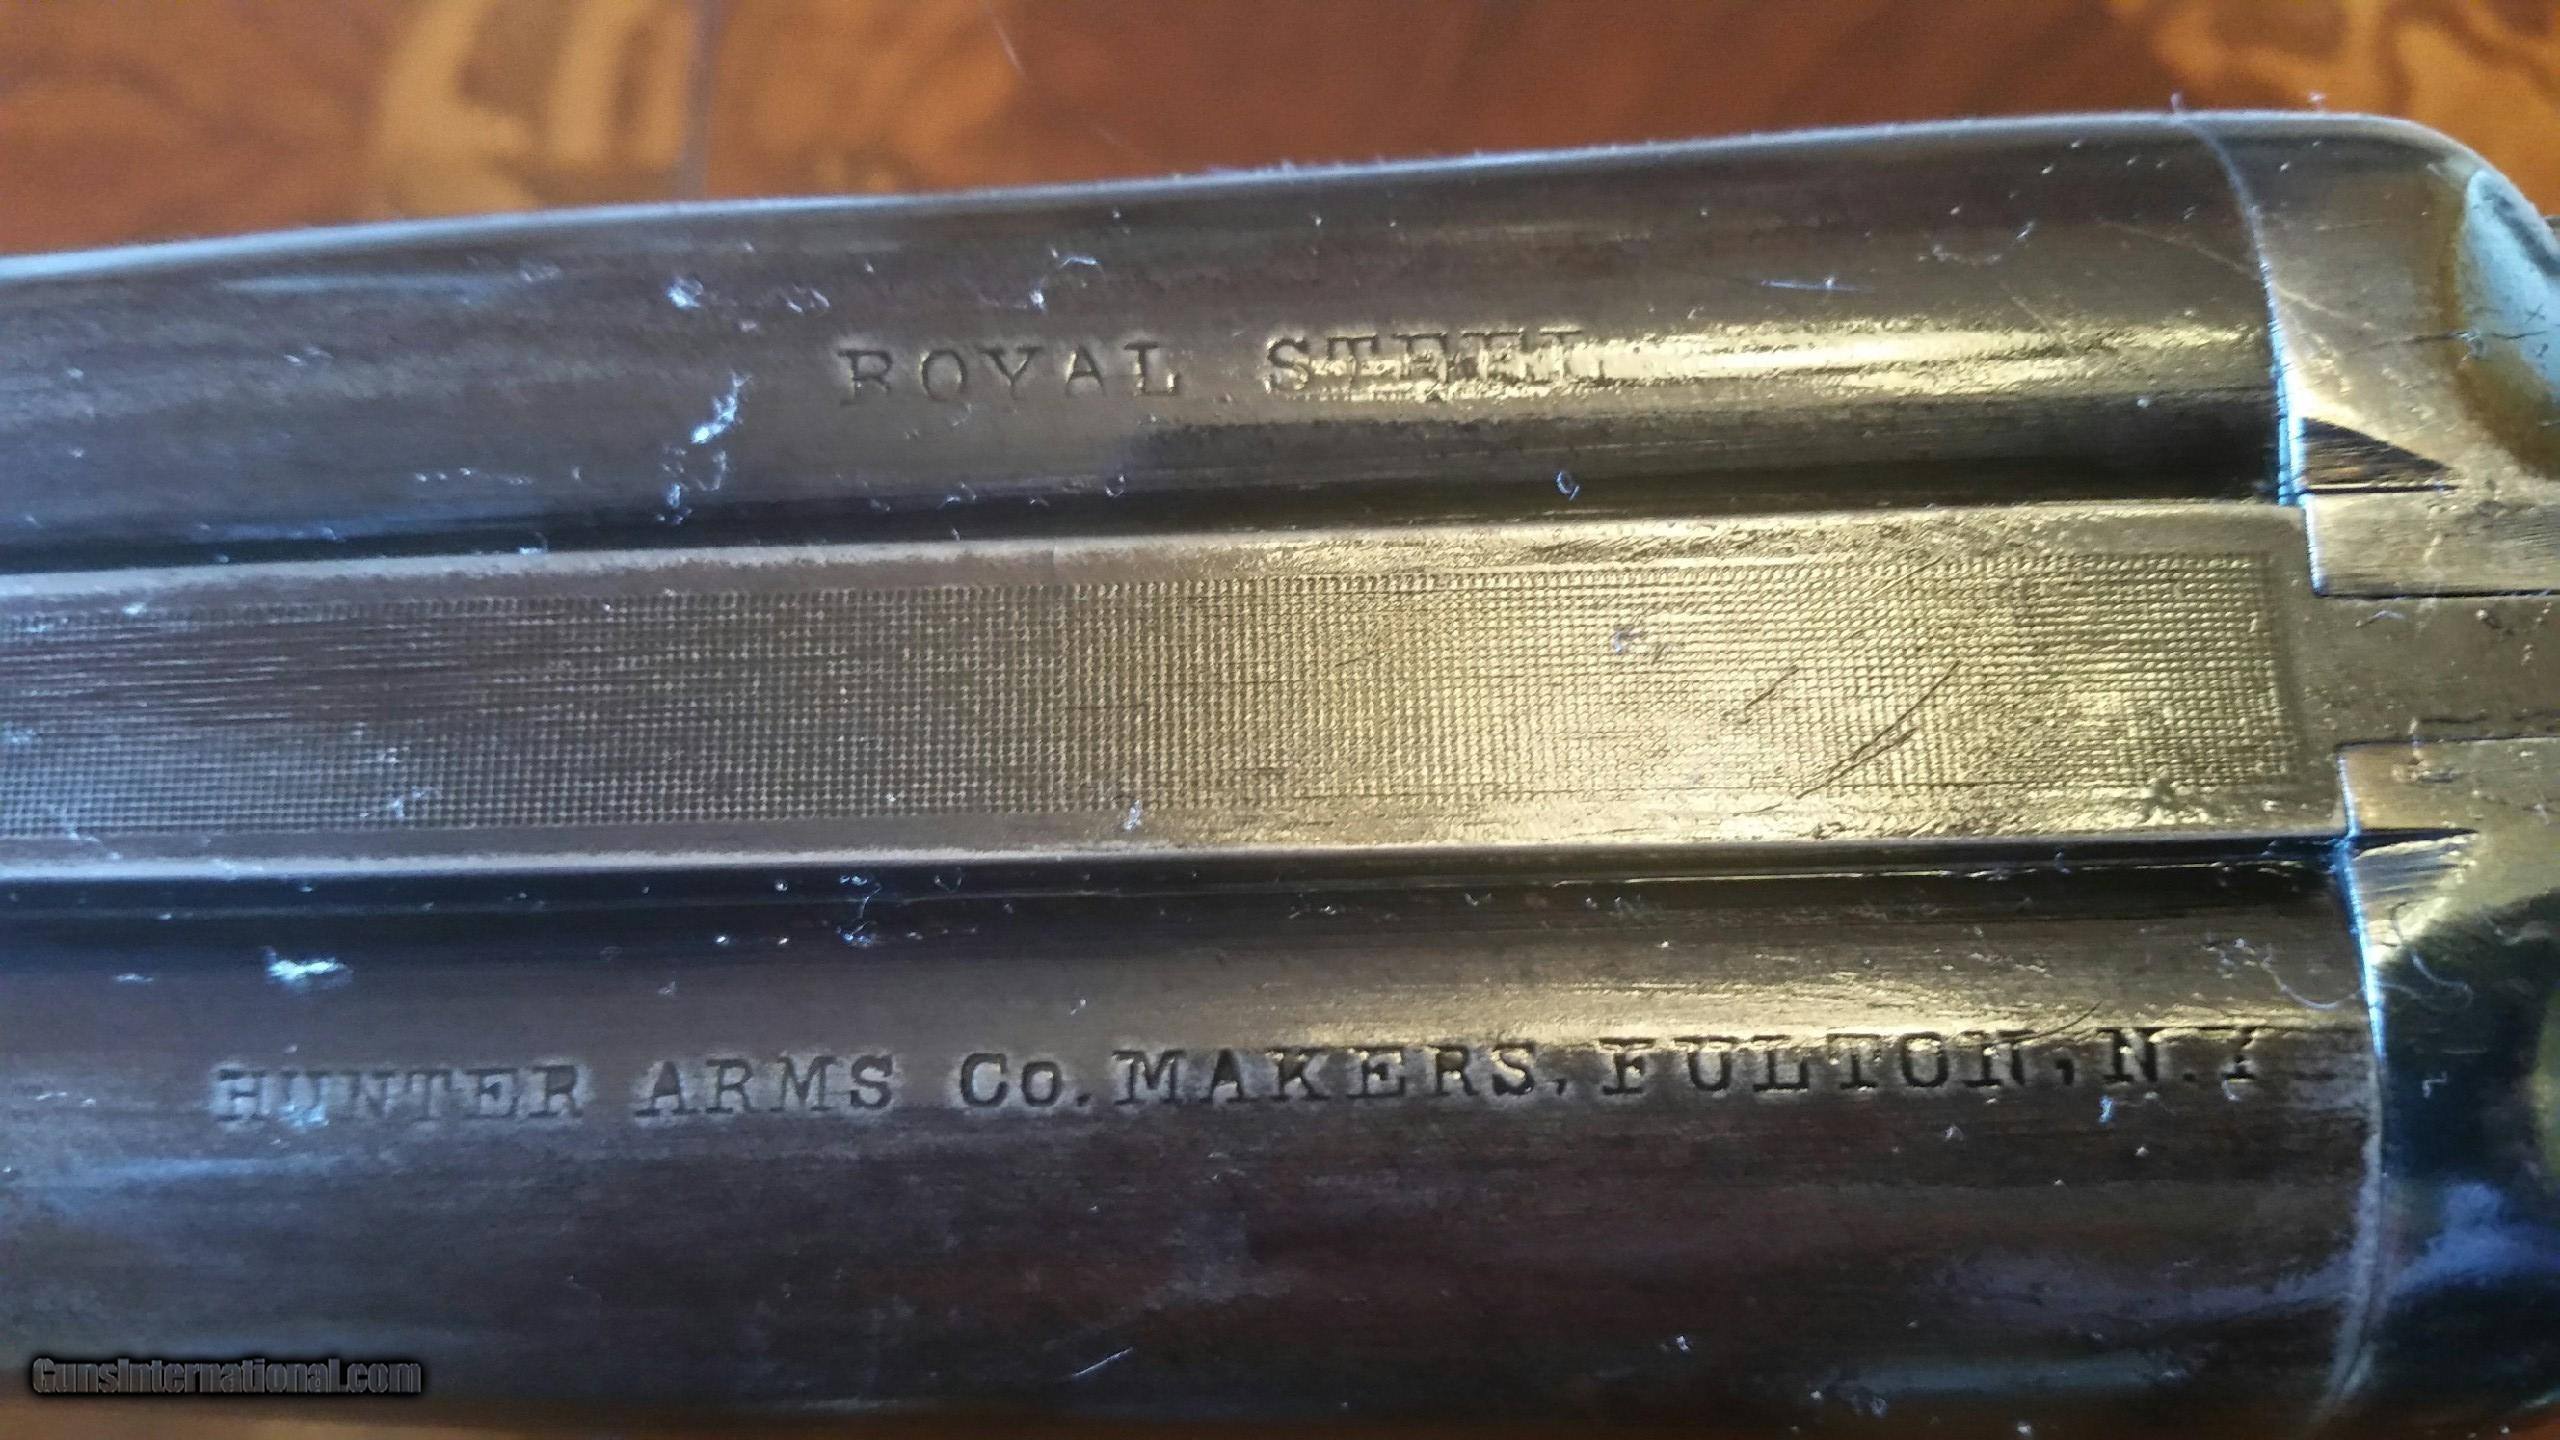 ROYAL STEEL
HUNTER ARMS Co. MAKERS, FULTON, N.Y
GunsInternational.com